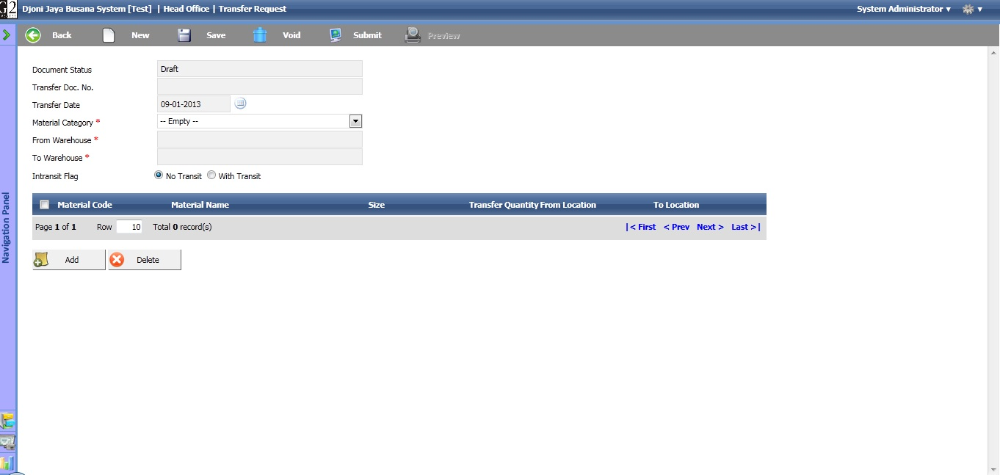 G2 Djoni Jaya Busana System [Test] | Head Office | Transfer Request System Administrator
Back New Save Void Submit Preview
Document Status Draft
Transfer Doc. No.
Transfer Date 09-01-2013
Material Category * -- Empty --
From Warehouse *
To Warehouse *
Intransit Flag No Transit With Transit
Material Code Material Name Size Transfer Quantity From Location To Location
Page 1 of 1 Row 10 Total 0 record(s) |< First < Prev Next > Last >|
Add Delete
Navigation Panel